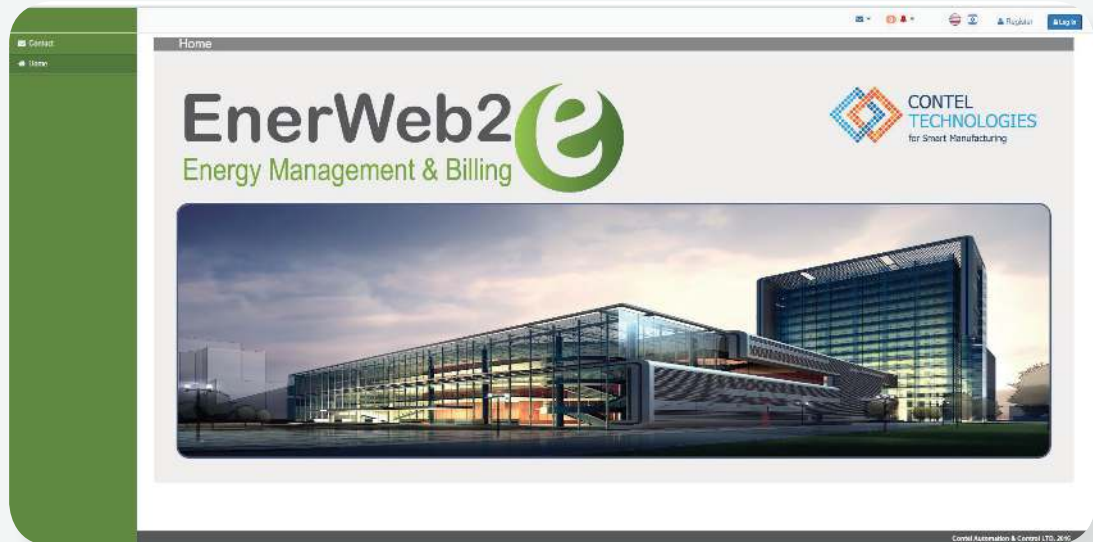 Register
Log in
Contact
Home
Home
EnerWeb2
Energy Management & Billing
CONTEL
TECHNOLOGIES
for Smart Manufacturing
Contel Automation & Control LTD. 2016